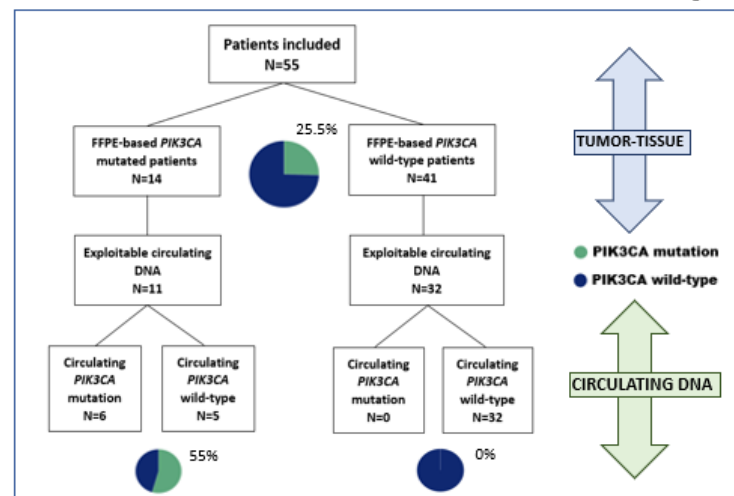 Patients included
N=55
25.5%
FFPE-based PIK3CA
mutated patients
N=14
FFPE-based PIK3CA
wild-type patients
N=41
TUMOR-TISSUE
Exploitable circulating
DNA
N=11
Exploitable circulating
DNA
N=32
PIK3CA mutation
PIK3CA wild-type
Circulating
PIK3CA
mutation
N=6
Circulating
PIK3CA
wild-type
N=5
Circulating
PIK3CA
mutation
N=0
Circulating
PIK3CA
wild-type
N=32
CIRCULATING DNA
55%
0%